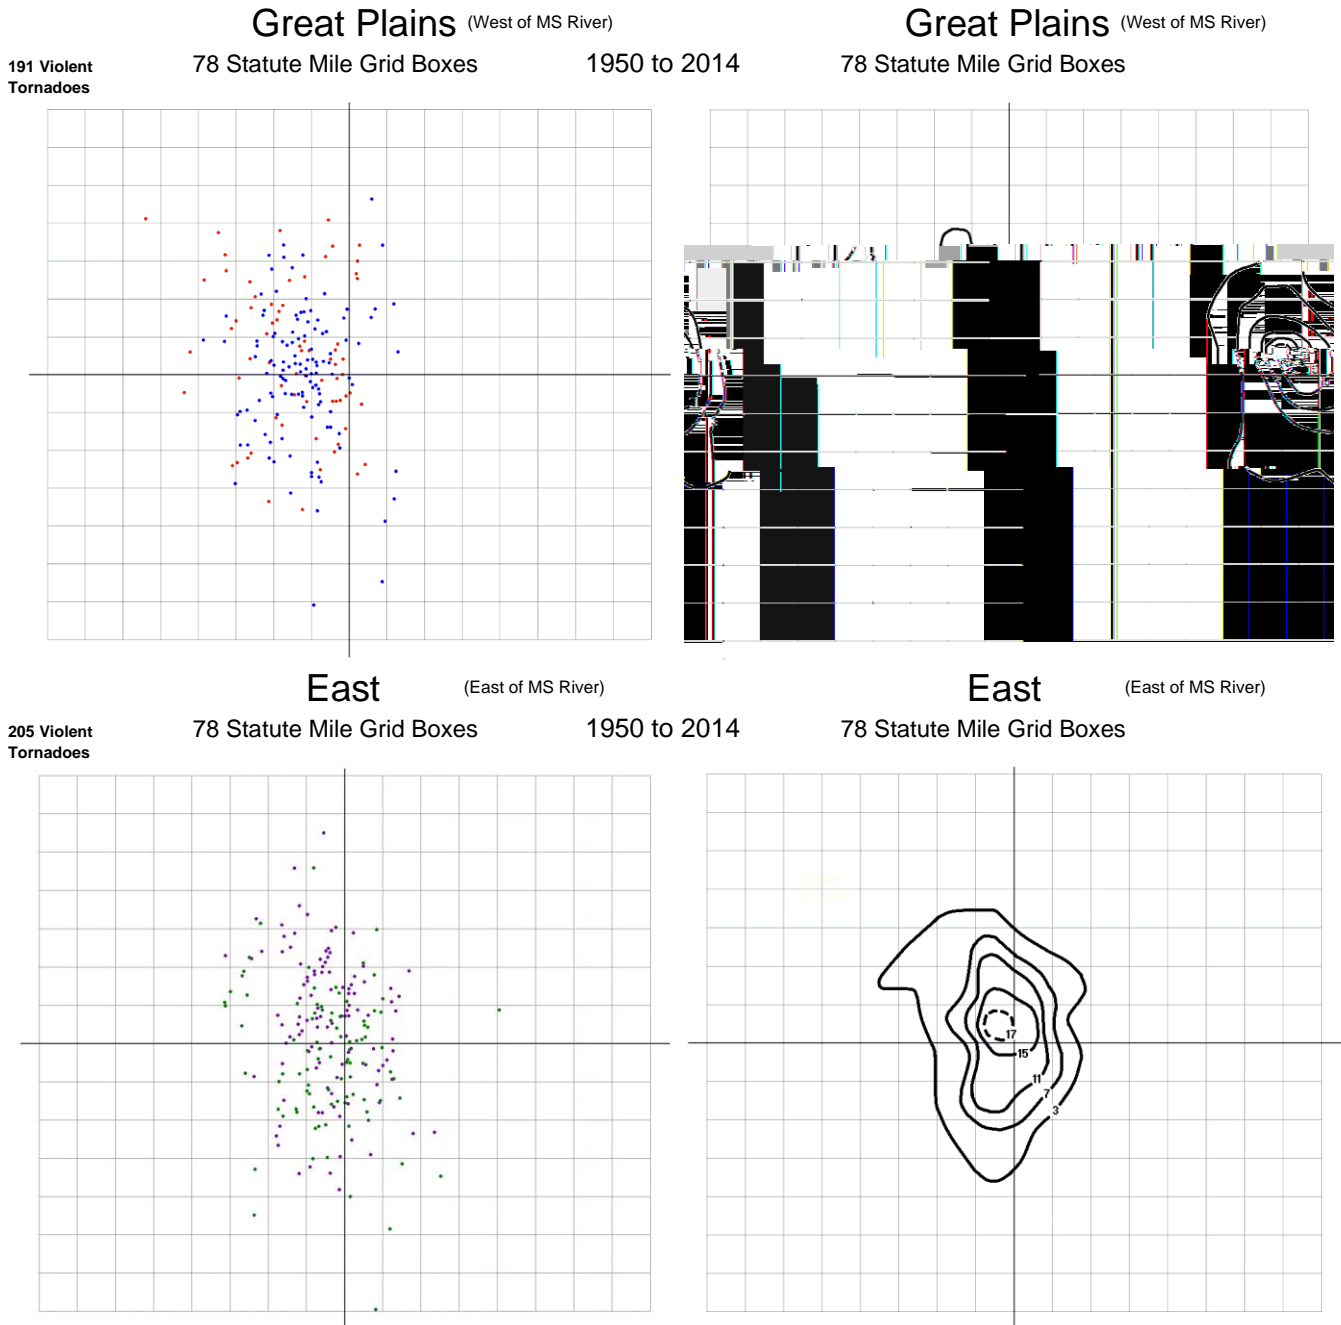 Great Plains (West of MS River)
Great Plains (West of MS River)
191 Violent
Tornadoes
78 Statute Mile Grid Boxes
1950 to 2014
78 Statute Mile Grid Boxes
East (East of MS River)
East (East of MS River)
205 Violent
Tornadoes
78 Statute Mile Grid Boxes
1950 to 2014
78 Statute Mile Grid Boxes
17
15
11
7
3